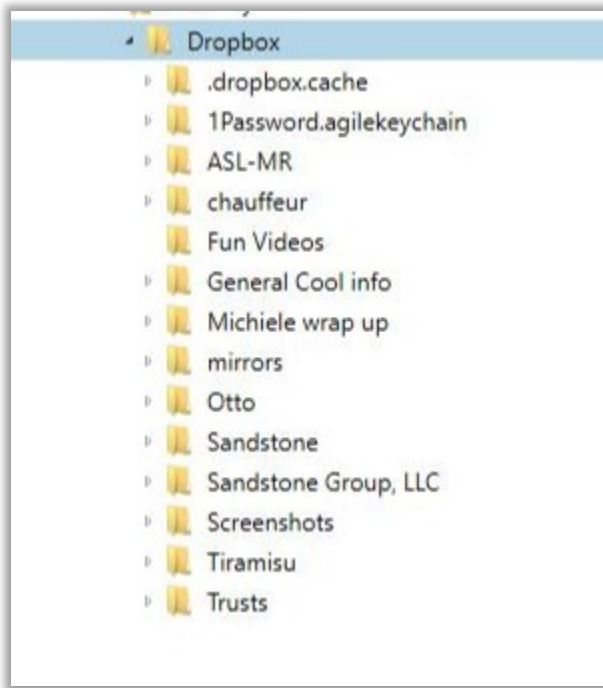 Dropbox
.dropbox.cache
1Password.agilekeychain
ASL-MR
chauffeur
Fun Videos
General Cool info
Michiele wrap up
mirrors
Otto
Sandstone
Sandstone Group, LLC
Screenshots
Tiramisu
Trusts